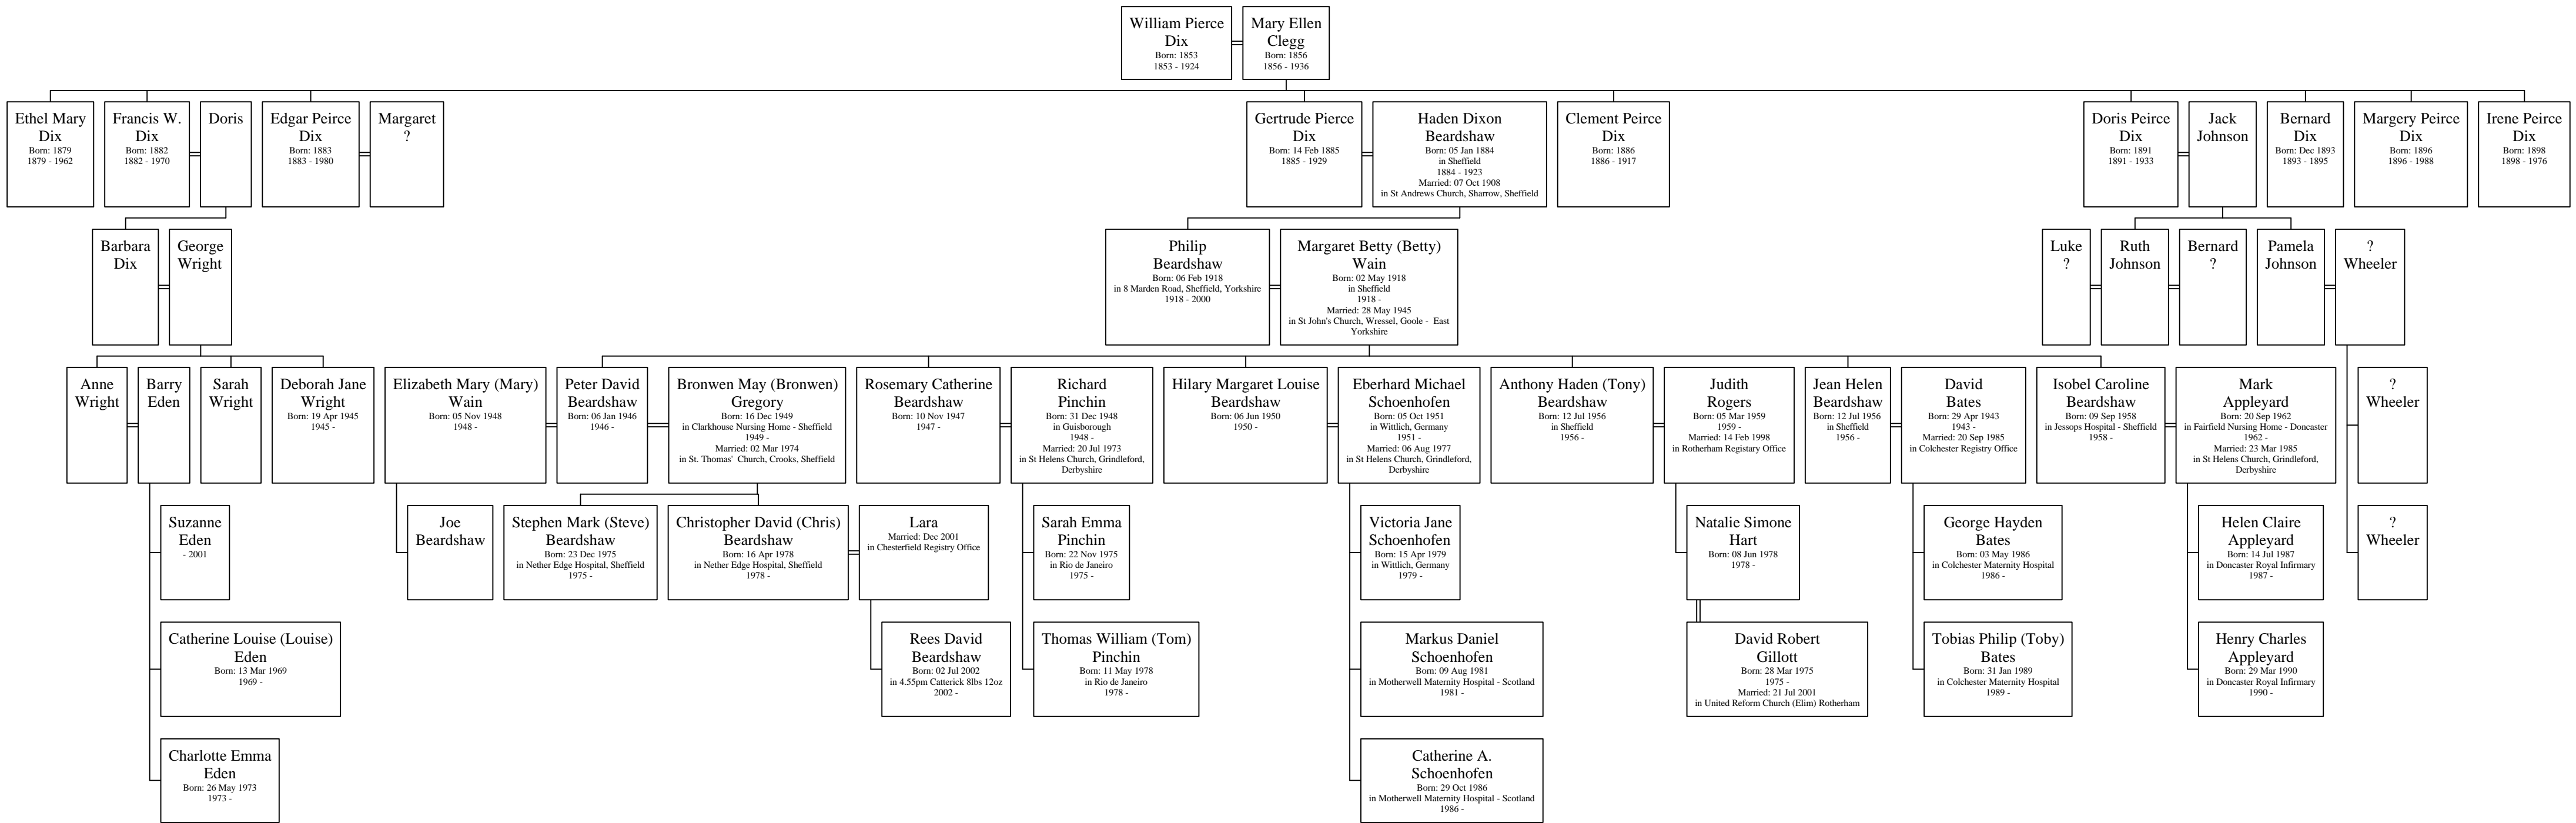 William Pierce
Dix
Born: 1853
1853 - 1924
Mary Ellen
Clegg
Born: 1856
1856 - 1936
Ethel Mary
Dix
Born: 1879
1879 - 1962
Francis W.
Dix
Born: 1882
1882 - 1970
Doris
Edgar Peirce
Dix
Born: 1883
1883 - 1980
Margaret
?
Gertrude Pierce
Dix
Born: 14 Feb 1885
1885 - 1929
Haden Dixon
Beardshaw
Born: 05 Jan 1884
in Sheffield
1884 - 1923
Married: 07 Oct 1908
in St Andrews Church, Sharrow, Sheffield
Clement Peirce
Dix
Born: 1886
1886 - 1917
Doris Peirce
Dix
Born: 1891
1891 - 1933
Jack
Johnson
Bernard
Dix
Born: Dec 1893
1893 - 1895
Margery Peirce
Dix
Born: 1896
1896 - 1988
Irene Peirce
Dix
Born: 1898
1898 - 1976
Barbara
Dix
George
Wright
Philip
Beardshaw
Born: 06 Feb 1918
in 8 Marden Road, Sheffield, Yorkshire
1918 - 2000
Margaret Betty (Betty)
Wain
Born: 02 May 1918
in Sheffield
1918 -
Married: 28 May 1945
in St John's Church, Wressel, Goole - East
Yorkshire
Luke
?
Ruth
Johnson
Bernard
?
Pamela
Johnson
?
Wheeler
Anne
Wright
Barry
Eden
Sarah
Wright
Deborah Jane
Wright
Born: 19 Apr 1945
1945 -
Elizabeth Mary (Mary)
Wain
Born: 05 Nov 1948
1948 -
Peter David
Beardshaw
Born: 06 Jan 1946
1946 -
Bronwen May (Bronwen)
Gregory
Born: 16 Dec 1949
in Clarkhouse Nursing Home - Sheffield
1949 -
Married: 02 Mar 1974
in St. Thomas' Church, Crooks, Sheffield
Rosemary Catherine
Beardshaw
Born: 10 Nov 1947
1947 -
Richard
Pinchin
Born: 31 Dec 1948
in Guisborough
1948 -
Married: 20 Jul 1973
in St Helens Church, Grindleford,
Derbyshire
Hilary Margaret Louise
Beardshaw
Born: 06 Jun 1950
1950 -
Eberhard Michael
Schoenhofen
Born: 05 Oct 1951
in Wittlich, Germany
1951 -
Married: 06 Aug 1977
in St Helens Church, Grindleford,
Derbyshire
Anthony Haden (Tony)
Beardshaw
Born: 12 Jul 1956
in Sheffield
1956 -
Judith
Rogers
Born: 05 Mar 1959
1959 -
Married: 14 Feb 1998
in Rotherham Registary Office
Jean Helen
Beardshaw
Born: 12 Jul 1956
in Sheffield
1956 -
David
Bates
Born: 29 Apr 1943
1943 -
Married: 20 Sep 1985
in Colchester Registry Office
Isobel Caroline
Beardshaw
Born: 09 Sep 1958
in Jessops Hospital - Sheffield
1958 -
Mark
Appleyard
Born: 20 Sep 1962
in Fairfield Nursing Home - Doncaster
1962 -
Married: 23 Mar 1985
in St Helens Church, Grindleford,
Derbyshire
?
Wheeler
Suzanne
Eden
- 2001
Joe
Beardshaw
Stephen Mark (Steve)
Beardshaw
Born: 23 Dec 1975
in Nether Edge Hospital, Sheffield
1975 -
Christopher David (Chris)
Beardshaw
Born: 16 Apr 1978
in Nether Edge Hospital, Sheffield
1978 -
Lara
Married: Dec 2001
in Chesterfield Registry Office
Sarah Emma
Pinchin
Born: 22 Nov 1975
in Rio de Janeiro
1975 -
Victoria Jane
Schoenhofen
Born: 15 Apr 1979
in Wittlich, Germany
1979 -
Natalie Simone
Hart
Born: 08 Jun 1978
1978 -
George Hayden
Bates
Born: 03 May 1986
in Colchester Maternity Hospital
1986 -
Helen Claire
Appleyard
Born: 14 Jul 1987
in Doncaster Royal Infirmary
1987 -
?
Wheeler
Catherine Louise (Louise)
Eden
Born: 13 Mar 1969
1969 -
Rees David
Beardshaw
Born: 02 Jul 2002
in 4.55pm Catterick 8lbs 12oz
2002 -
Thomas William (Tom)
Pinchin
Born: 11 May 1978
in Rio de Janeiro
1978 -
Markus Daniel
Schoenhofen
Born: 09 Aug 1981
in Motherwell Maternity Hospital - Scotland
1981 -
David Robert
Gillott
Born: 28 Mar 1975
1975 -
Married: 21 Jul 2001
in United Reform Church (Elim) Rotherham
Tobias Philip (Toby)
Bates
Born: 31 Jan 1989
in Colchester Maternity Hospital
1989 -
Henry Charles
Appleyard
Born: 29 Mar 1990
in Doncaster Royal Infirmary
1990 -
Charlotte Emma
Eden
Born: 26 May 1973
1973 -
Catherine A.
Schoenhofen
Born: 29 Oct 1986
in Motherwell Maternity Hospital - Scotland
1986 -